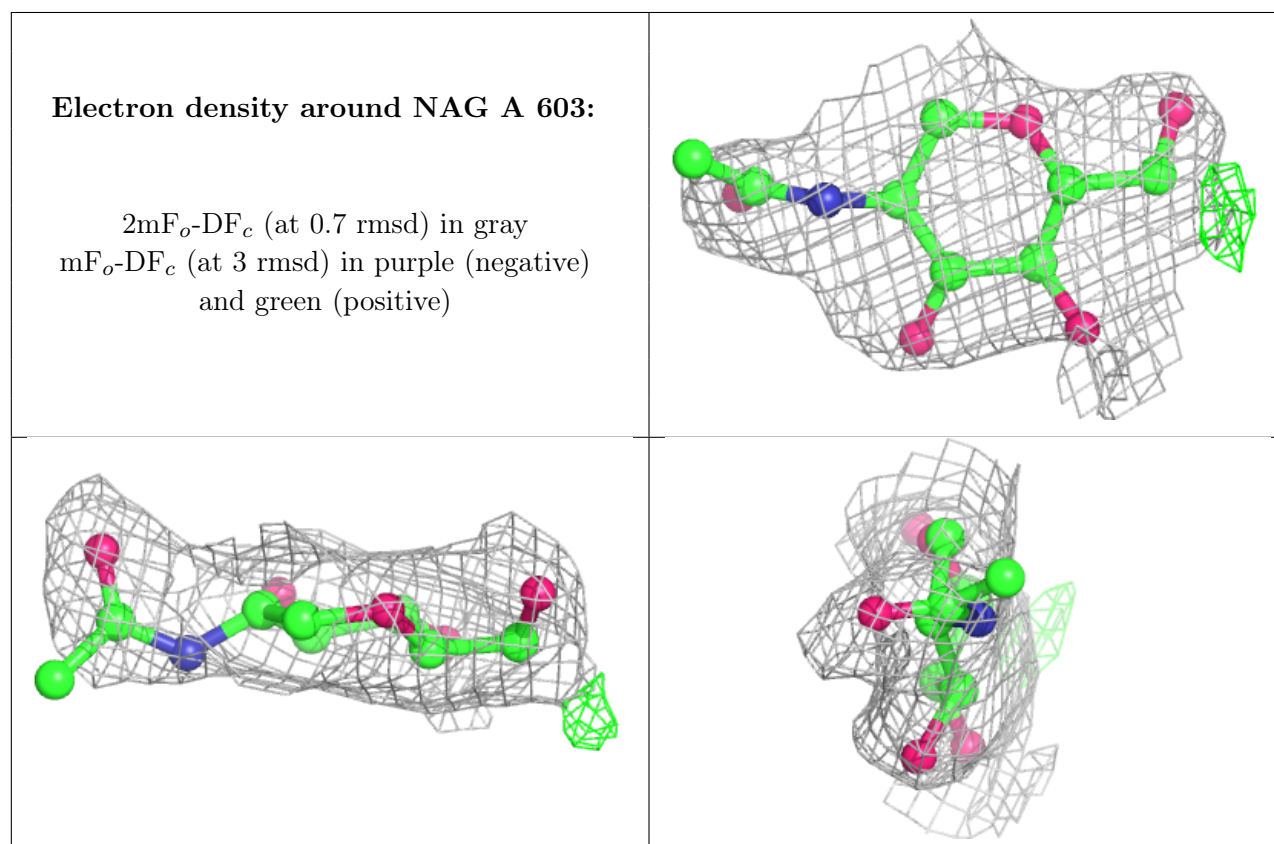 Electron density around NAG A 603:
2mFo-DFc (at 0.7 rmsd) in gray
mFo-DFc (at 3 rmsd) in purple (negative)
and green (positive)